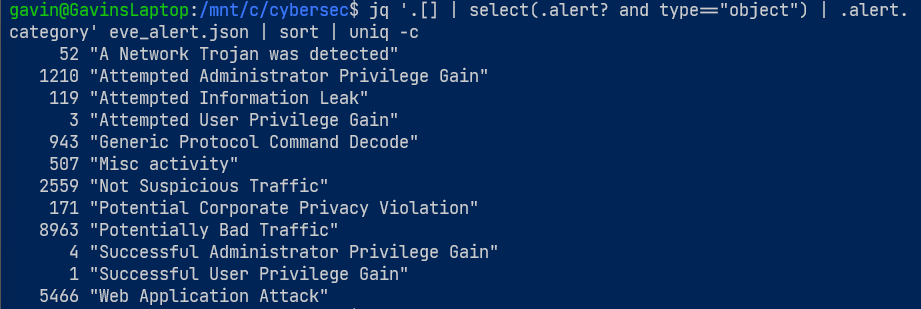 gavin@GavinsLaptop:/mnt/c/cybersec$ jq '.[] | select(.alert? and type=="object") | .alert.
category' eve_alert.json | sort | uniq -c
52 "A Network Trojan was detected"
1210 "Attempted Administrator Privilege Gain"
119 "Attempted Information Leak"
3 "Attempted User Privilege Gain"
943 "Generic Protocol Command Decode"
507 "Misc activity"
2559 "Not Suspicious Traffic"
171 "Potential Corporate Privacy Violation"
8963 "Potentially Bad Traffic"
4 "Successful Administrator Privilege Gain"
1 "Successful User Privilege Gain"
5466 "Web Application Attack"